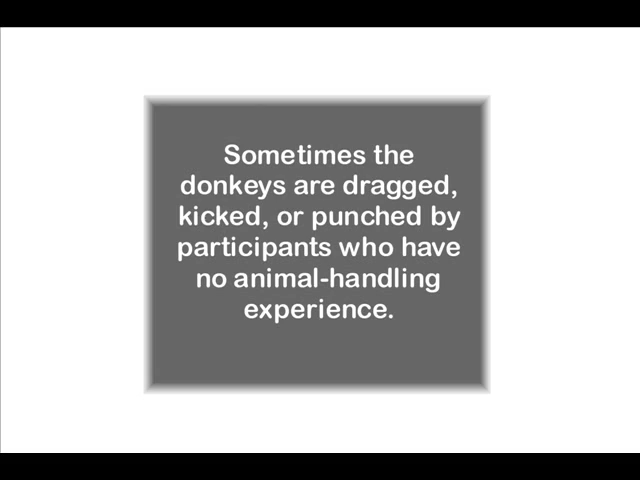 Sometimes the
donkeys are dragged,
kicked, or punched by
participants who have
no animal-handling
experience.